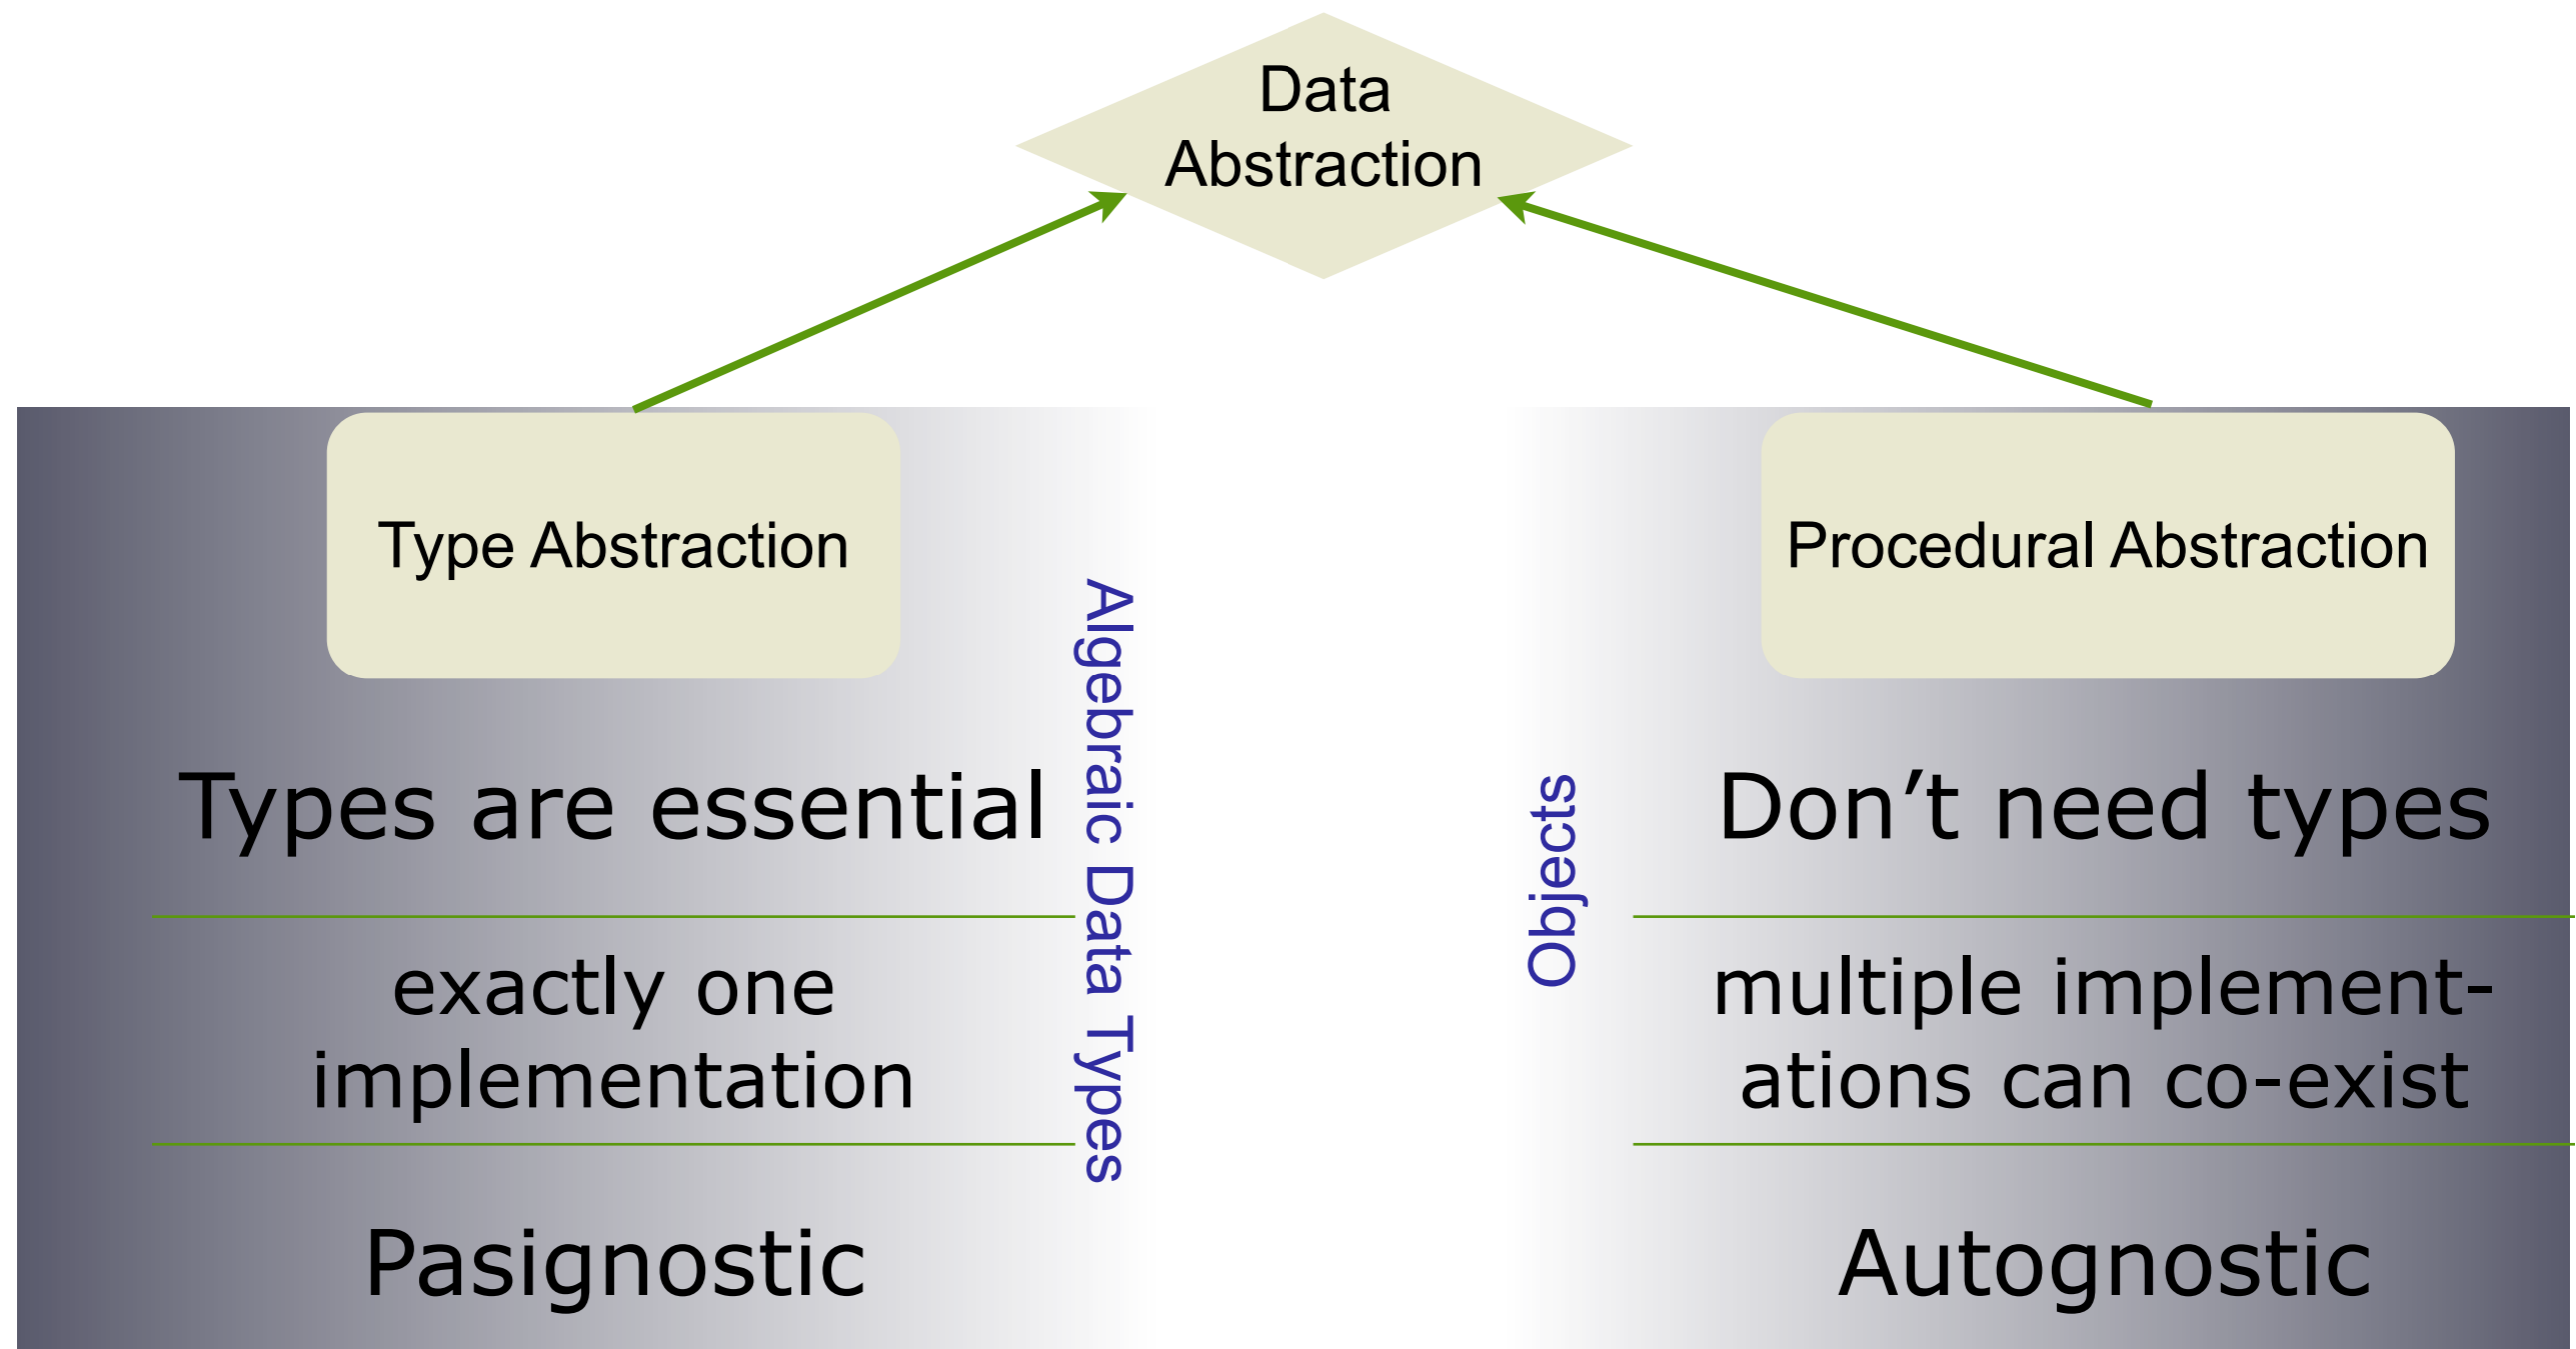 Data
Abstraction
Type Abstraction
Types are essential
exactly one
implementation
Pasignostic
Algebraic Data Types
Objects
Procedural Abstraction
Don’t need types
multiple implement-
ations can co-exist
Autognostic